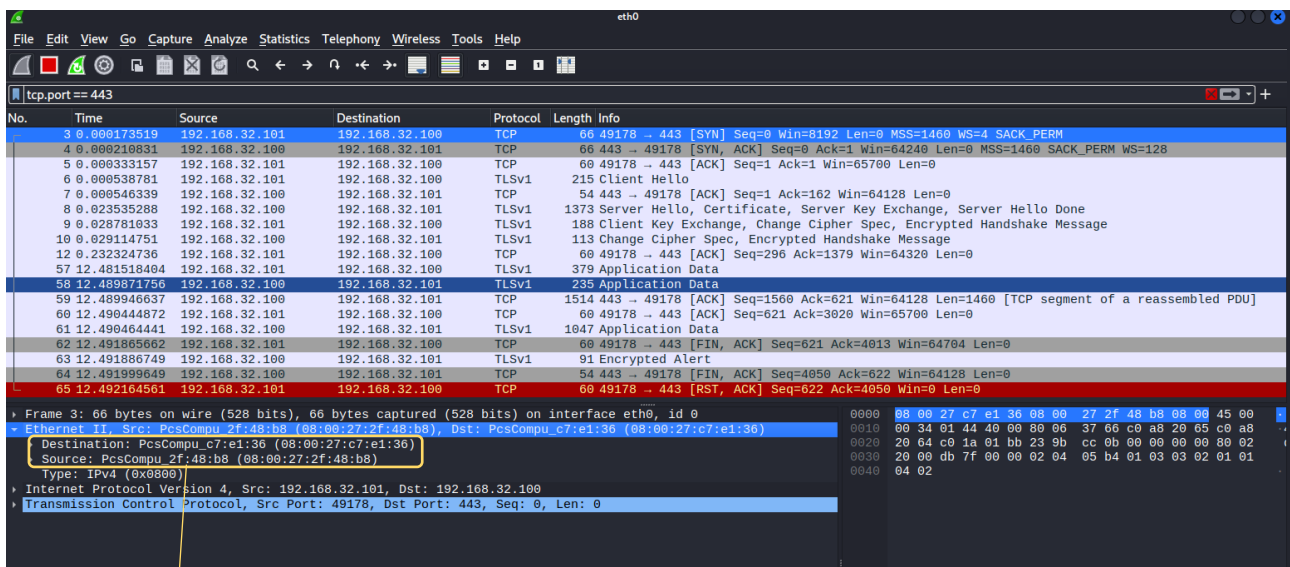 eth0
File Edit View Go Capture Analyze Statistics Telephony Wireless Tools Help
tcp.port == 443
No. Time Source Destination Protocol Length Info
3 0.000173519 192.168.32.101 192.168.32.100 TCP 66 49178 → 443 [SYN] Seq=0 Win=8192 Len=0 MSS=1460 WS=4 SACK_PERM
4 0.000210831 192.168.32.100 192.168.32.101 TCP 66 443 → 49178 [SYN, ACK] Seq=0 Ack=1 Win=64240 Len=0 MSS=1460 SACK_PERM WS=128
5 0.000333157 192.168.32.101 192.168.32.100 TCP 60 49178 → 443 [ACK] Seq=1 Ack=1 Win=65700 Len=0
6 0.000538781 192.168.32.101 192.168.32.100 TLSv1 215 Client Hello
7 0.000546339 192.168.32.100 192.168.32.101 TCP 54 443 → 49178 [ACK] Seq=1 Ack=162 Win=64128 Len=0
8 0.023535288 192.168.32.100 192.168.32.101 TLSv1 1373 Server Hello, Certificate, Server Key Exchange, Server Hello Done
9 0.028781033 192.168.32.101 192.168.32.100 TLSv1 188 Client Key Exchange, Change Cipher Spec, Encrypted Handshake Message
10 0.029114751 192.168.32.100 192.168.32.101 TLSv1 113 Change Cipher Spec, Encrypted Handshake Message
12 0.232324736 192.168.32.101 192.168.32.100 TCP 60 49178 → 443 [ACK] Seq=296 Ack=1379 Win=64320 Len=0
57 12.481518404 192.168.32.101 192.168.32.100 TLSv1 379 Application Data
58 12.489871756 192.168.32.100 192.168.32.101 TLSv1 235 Application Data
59 12.489946637 192.168.32.100 192.168.32.101 TCP 1514 443 → 49178 [ACK] Seq=1560 Ack=621 Win=64128 Len=1460 [TCP segment of a reassembled PDU]
60 12.490444872 192.168.32.101 192.168.32.100 TCP 60 49178 → 443 [ACK] Seq=621 Ack=3020 Win=65700 Len=0
61 12.490464441 192.168.32.100 192.168.32.101 TLSv1 1047 Application Data
62 12.491865662 192.168.32.101 192.168.32.100 TCP 60 49178 → 443 [FIN, ACK] Seq=621 Ack=4013 Win=64704 Len=0
63 12.491886749 192.168.32.100 192.168.32.101 TLSv1 91 Encrypted Alert
64 12.491999649 192.168.32.100 192.168.32.101 TCP 54 443 → 49178 [FIN, ACK] Seq=4050 Ack=622 Win=64128 Len=0
65 12.492164561 192.168.32.101 192.168.32.100 TCP 60 49178 → 443 [RST, ACK] Seq=622 Ack=4050 Win=0 Len=0
Frame 3: 66 bytes on wire (528 bits), 66 bytes captured (528 bits) on interface eth0, id 0
Ethernet II, Src: PcsCompu_2f:48:b8 (08:00:27:2f:48:b8), Dst: PcsCompu_c7:e1:36 (08:00:27:c7:e1:36)
Destination: PcsCompu_c7:e1:36 (08:00:27:c7:e1:36)
Source: PcsCompu_2f:48:b8 (08:00:27:2f:48:b8)
Type: IPv4 (0x0800)
Internet Protocol Version 4, Src: 192.168.32.101, Dst: 192.168.32.100
Transmission Control Protocol, Src Port: 49178, Dst Port: 443, Seq: 0, Len: 0
0000 08 00 27 c7 e1 36 08 00 27 2f 48 b8 08 00 45 00
0010 00 34 01 44 40 00 80 06 37 66 c0 a8 20 65 c0 a8
0020 20 64 c0 1a 01 bb 23 9b cc 0b 00 00 00 00 80 02
0030 20 00 db 7f 00 00 02 04 05 b4 01 03 03 02 01 01
0040 04 02